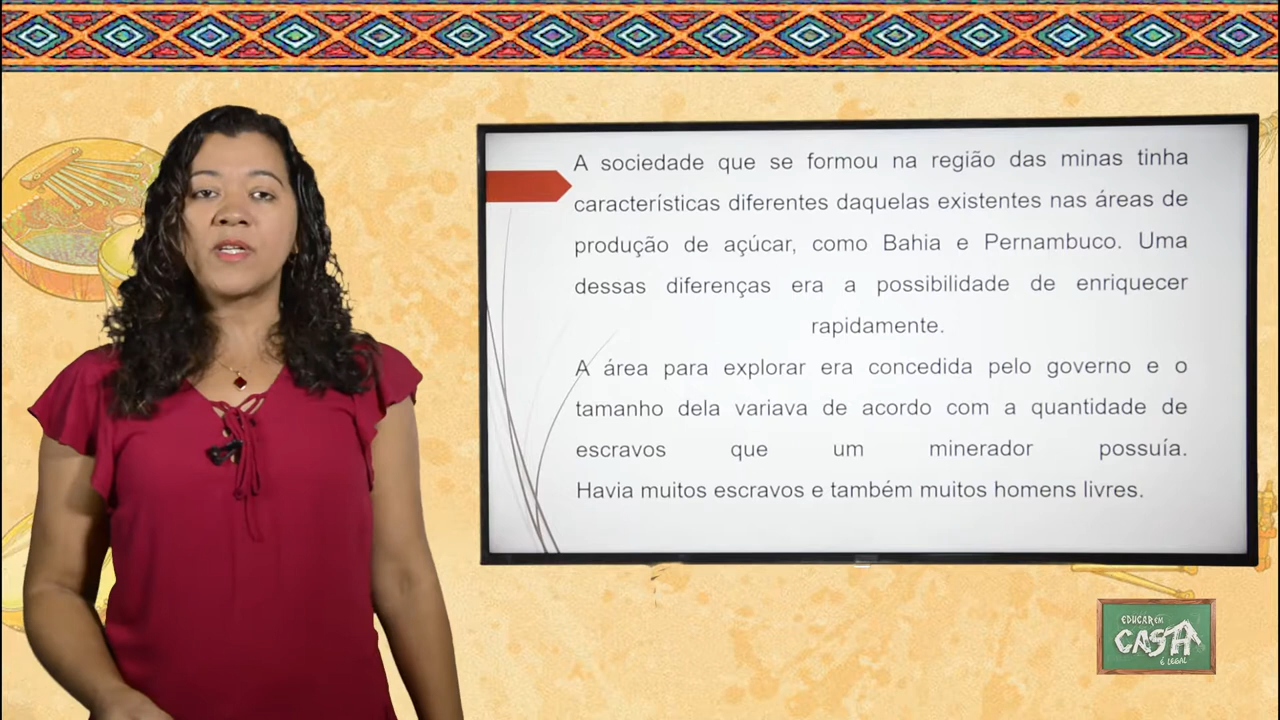 A sociedade que se formou na região das minas tinha
características diferentes daquelas existentes nas áreas de
produção de açúcar, como Bahia e Pernambuco. Uma
dessas diferenças era a possibilidade de enriquecer
rapidamente.
A área para explorar era concedida pelo governo e o
tamanho dela variava de acordo com a quantidade de
escravos que um minerador possuía.
Havia muitos escravos e também muitos homens livres.
EDUCAR EM
CASA
É LEGAL